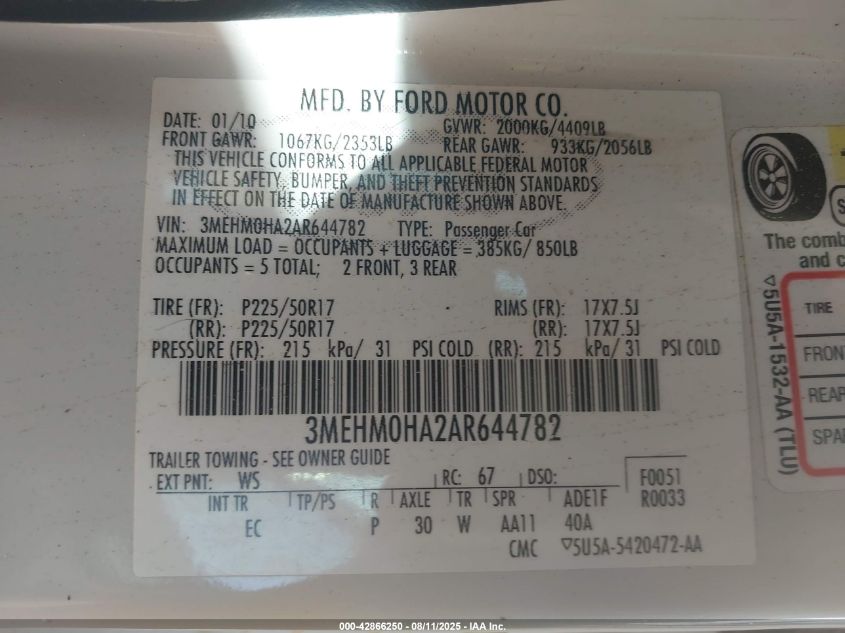 MFD. BY FORD MOTOR CO.
DATE: 01/10 GVWR: 2000KG/4409LB
FRONT GAWR: 1067KG/2353LB REAR GAWR: 933KG/2056LB
THIS VEHICLE CONFORMS TO ALL APPLICABLE FEDERAL MOTOR
VEHICLE SAFETY, BUMPER, AND THEFT PREVENTION STANDARDS
IN EFFECT ON THE DATE OF MANUFACTURE SHOWN ABOVE.
VIN: 3MEHM0HA2AR644782 TYPE: Passenger Car
MAXIMUM LOAD = OCCUPANTS + LUGGAGE = 385KG/ 850LB
OCCUPANTS = 5 TOTAL; 2 FRONT, 3 REAR
TIRE (FR): P225/50R17 RIMS (FR): 17X7.5J
(RR): P225/50R17 (RR): 17X7.5J
PRESSURE (FR): 215 kPa/ 31 PSI COLD (RR): 215 kPa/ 31 PSI COLD
3MEHM0HA2AR644782
TRAILER TOWING - SEE OWNER GUIDE
EXT PNT: WS RC: 67 DSO: F0051
INT TR TP/PS R AXLE TR SPR ADE1F R0033
EC P 30 W AA11 40A
CMC ▽5U5A-5420472-AA
The comb
and c
▽5U5A-1532-AA (TLU)
TIRE
FRON
REAR
SPA
000-42866250 - 08/11/2025 - IAA Inc.